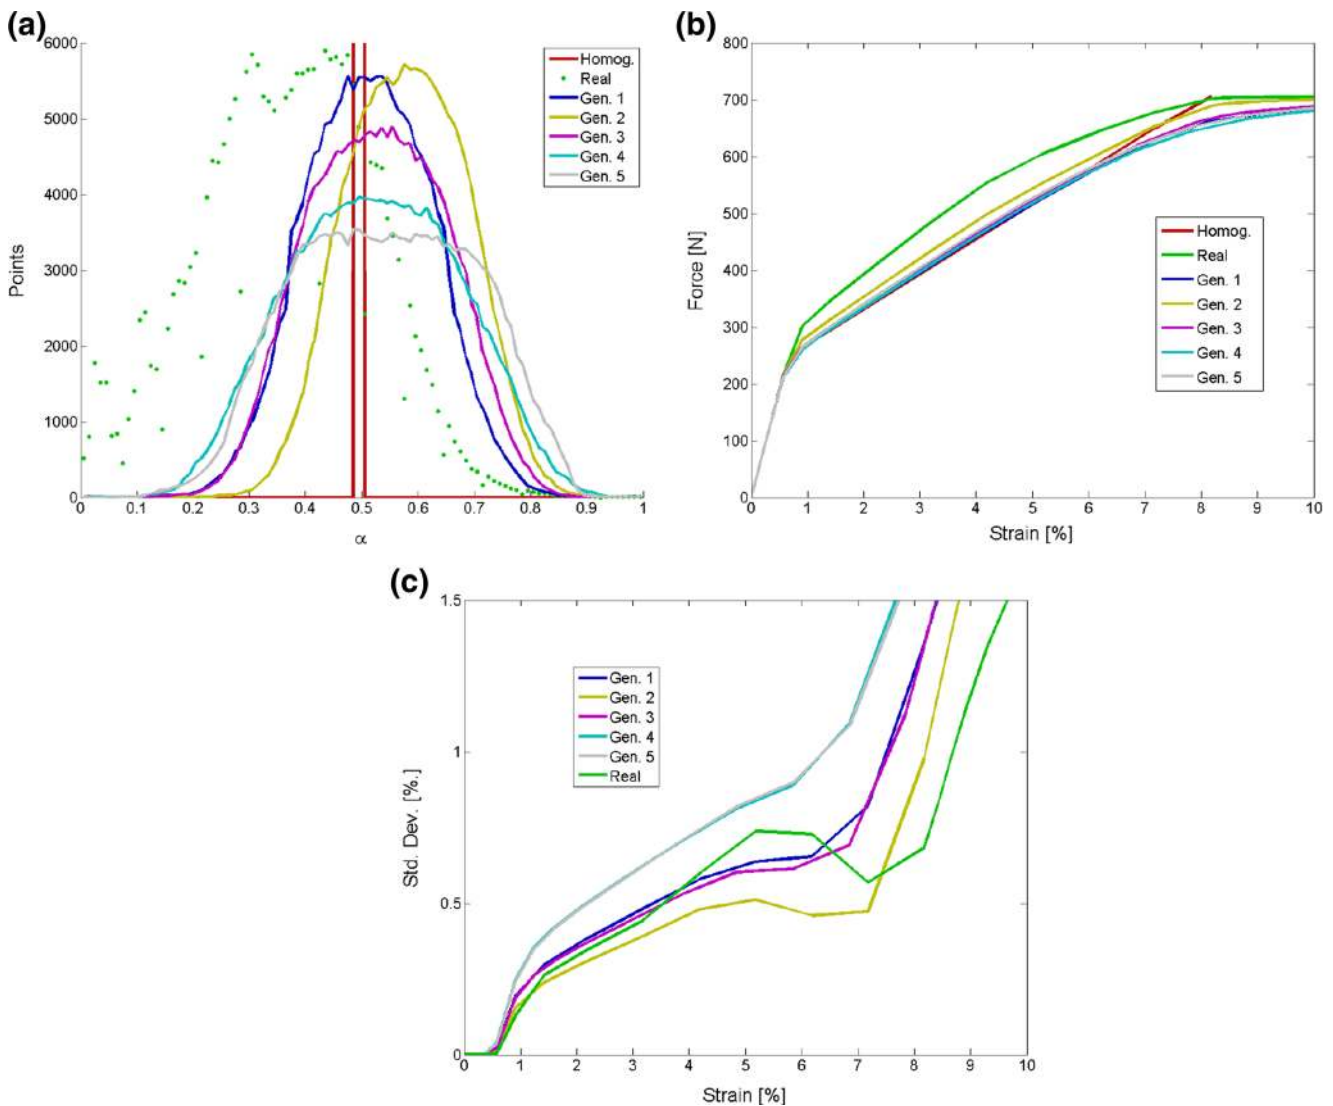 (a)
6000
5000
4000
3000
2000
1000
0
Points
0
0.1
0.2
0.3
0.4
0.5
0.6
0.7
0.8
0.9
1
α
Homog.
Real
Gen. 1
Gen. 2
Gen. 3
Gen. 4
Gen. 5
(b)
800
700
600
500
400
300
200
100
0
Force [N]
0
1
2
3
4
5
6
7
8
9
10
Strain [%]
Homog.
Real
Gen. 1
Gen. 2
Gen. 3
Gen. 4
Gen. 5
(c)
1.5
1
0.5
0
Std. Dev. [%.]
0
1
2
3
4
5
6
7
8
9
10
Strain [%]
Gen. 1
Gen. 2
Gen. 3
Gen. 4
Gen. 5
Real